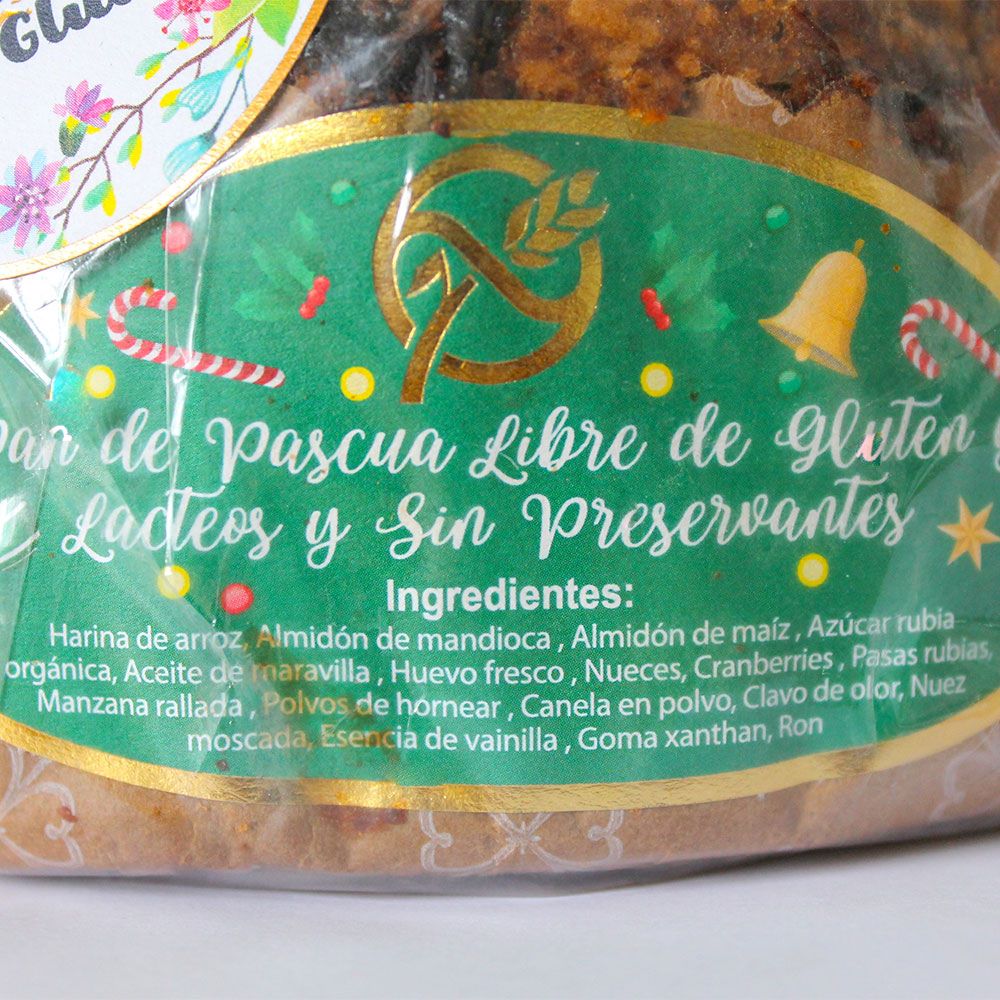 Pan de Pascua Libre de Gluten
Lacteos y Sin Preservantes
Ingredientes:
Harina de arroz, Almidón de mandioca , Almidón de maíz , Azúcar rubia
orgánica, Aceite de maravilla , Huevo fresco , Nueces, Cranberries , Pasas rubias,
Manzana rallada , Polvos de hornear , Canela en polvo, Clavo de olor, Nuez
moscada, Esencia de vainilla , Goma xanthan, Ron